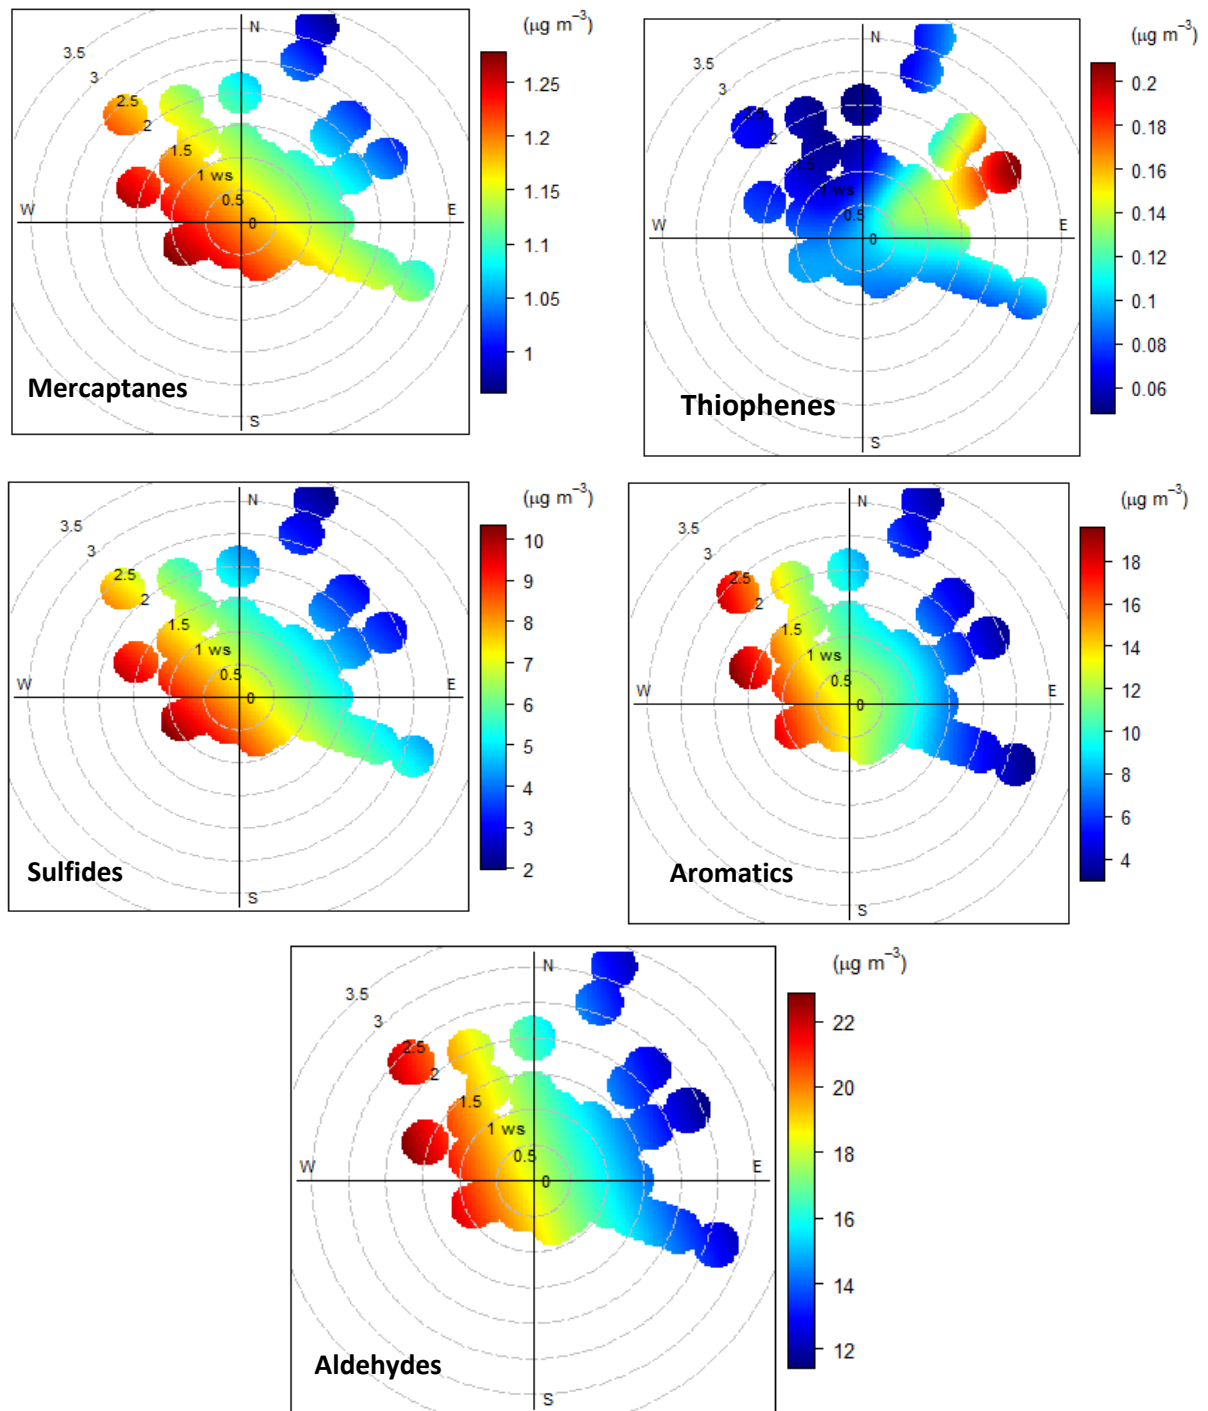 (μg m⁻³)
N
3.5
3
2.5
2
1.5
1 ws
0.5
0
W
E
S
1.25
1.2
1.15
1.1
1.05
1
Mercaptanes
(μg m⁻³)
N
3.5
3
2.5
2
1.5
1 ws
0.5
0
W
E
S
0.2
0.18
0.16
0.14
0.12
0.1
0.08
0.06
Thiophenes
(μg m⁻³)
N
3.5
3
2.5
2
1.5
1 ws
0.5
0
W
E
S
10
9
8
7
6
5
4
3
2
Sulfides
(μg m⁻³)
N
3.5
3
2.5
2
1.5
1 ws
0.5
0
W
E
S
18
16
14
12
10
8
6
4
Aromatics
(μg m⁻³)
N
3.5
3
2.5
2
1.5
1 ws
0.5
0
W
E
S
22
20
18
16
14
12
Aldehydes